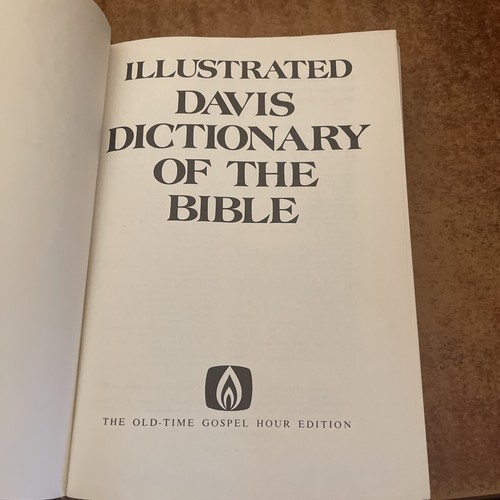 ILLUSTRATED
DAVIS
DICTIONARY
OF THE
BIBLE
THE OLD-TIME GOSPEL HOUR EDITION